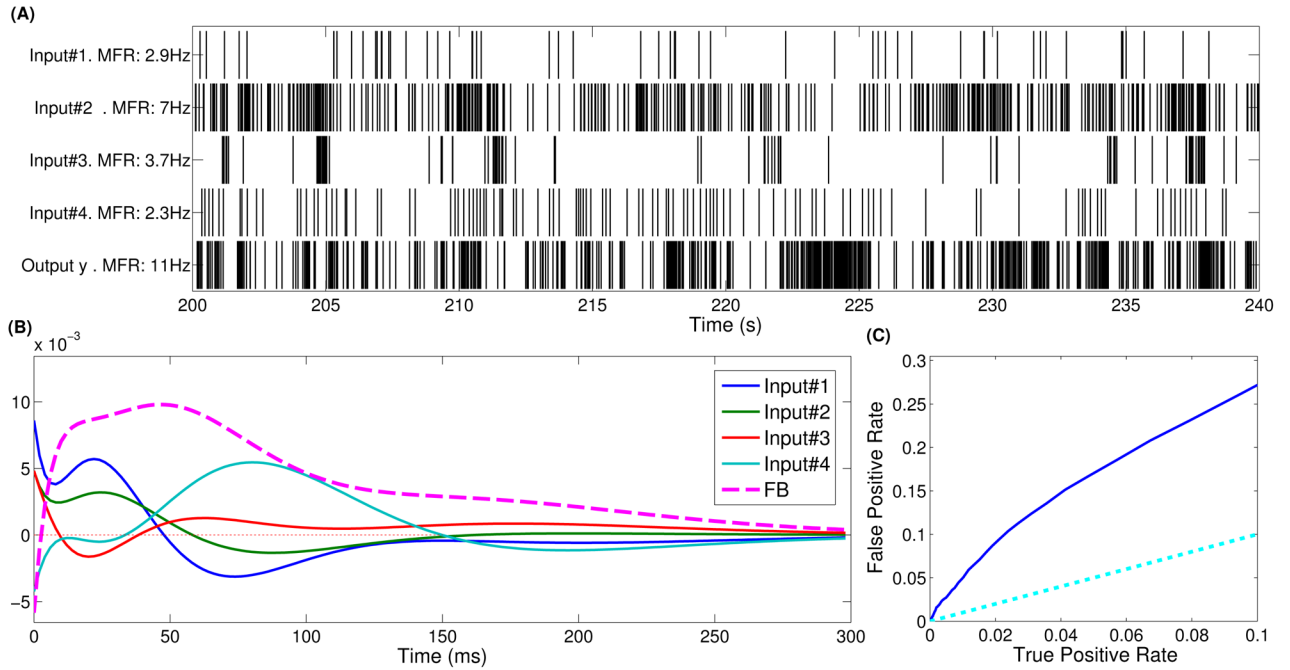 (A)
Input#1. MFR: 2.9Hz
Input#2 . MFR: 7Hz
Input#3. MFR: 3.7Hz
Input#4. MFR: 2.3Hz
Output y . MFR: 11Hz
200 205 210 215 220 225 230 235 240
Time (s)
(B)
x 10⁻³
10
5
0
−5
0 50 100 150 200 250 300
Time (ms)
Input#1
Input#2
Input#3
Input#4
FB
(C)
0.3
0.25
0.2
0.15
0.1
0.05
0
0 0.02 0.04 0.06 0.08 0.1
False Positive Rate
True Positive Rate